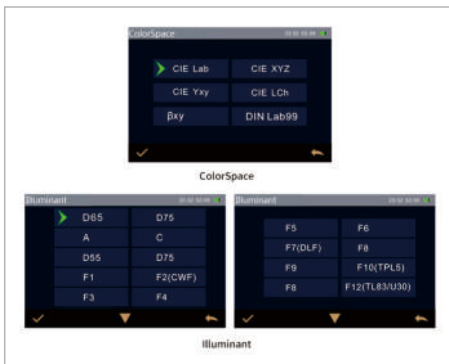 ColorSpace
CIE Lab CIE XYZ
CIE Yxy CIE LCh
βxy DIN Lab99
ColorSpace
Illuminant
D65 D75
A C
D55 D75
F1 F2(CWF)
F3 F4
Illuminant
F5 F6
F7(DLF) F8
F9 F10(TPL5)
F8 F12(TL83/U30)
Illuminant